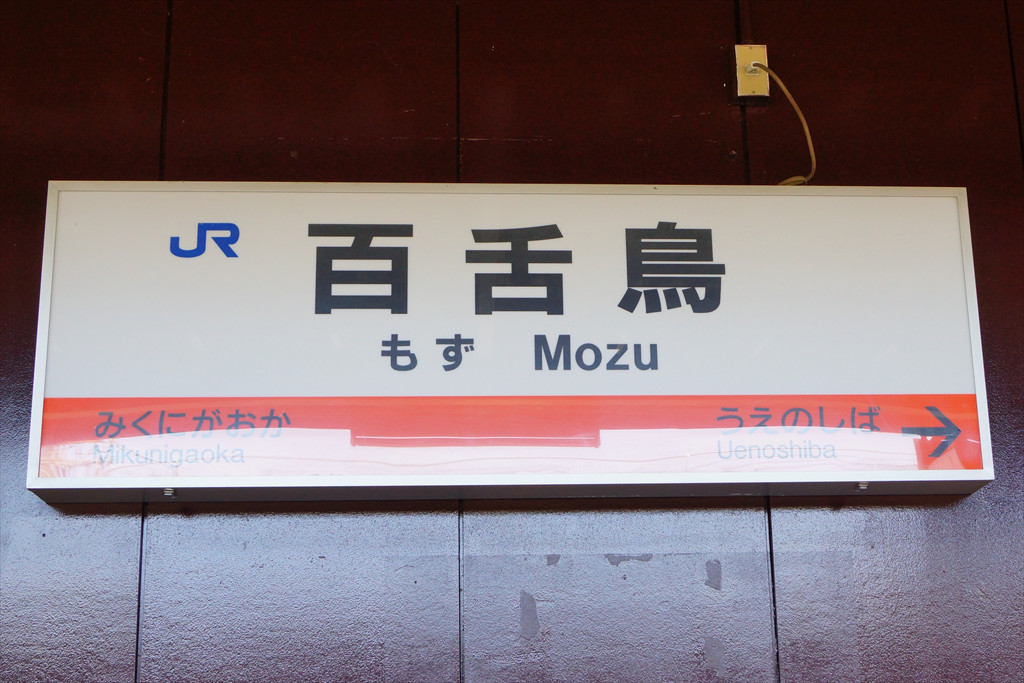 JR 百舌鳥
もず Mozu
みくにがおか うえのしば →
Mikunigaoka Uenoshiba